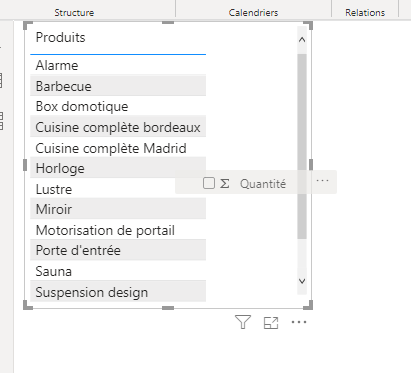 Structure
Calendriers
Relations
Produits
Alarme
Barbecue
Box domotique
Cuisine complète bordeaux
Cuisine complète Madrid
Horloge
Σ Quantité ...
Lustre
Miroir
Motorisation de portail
Porte d'entrée
Sauna
Suspension design